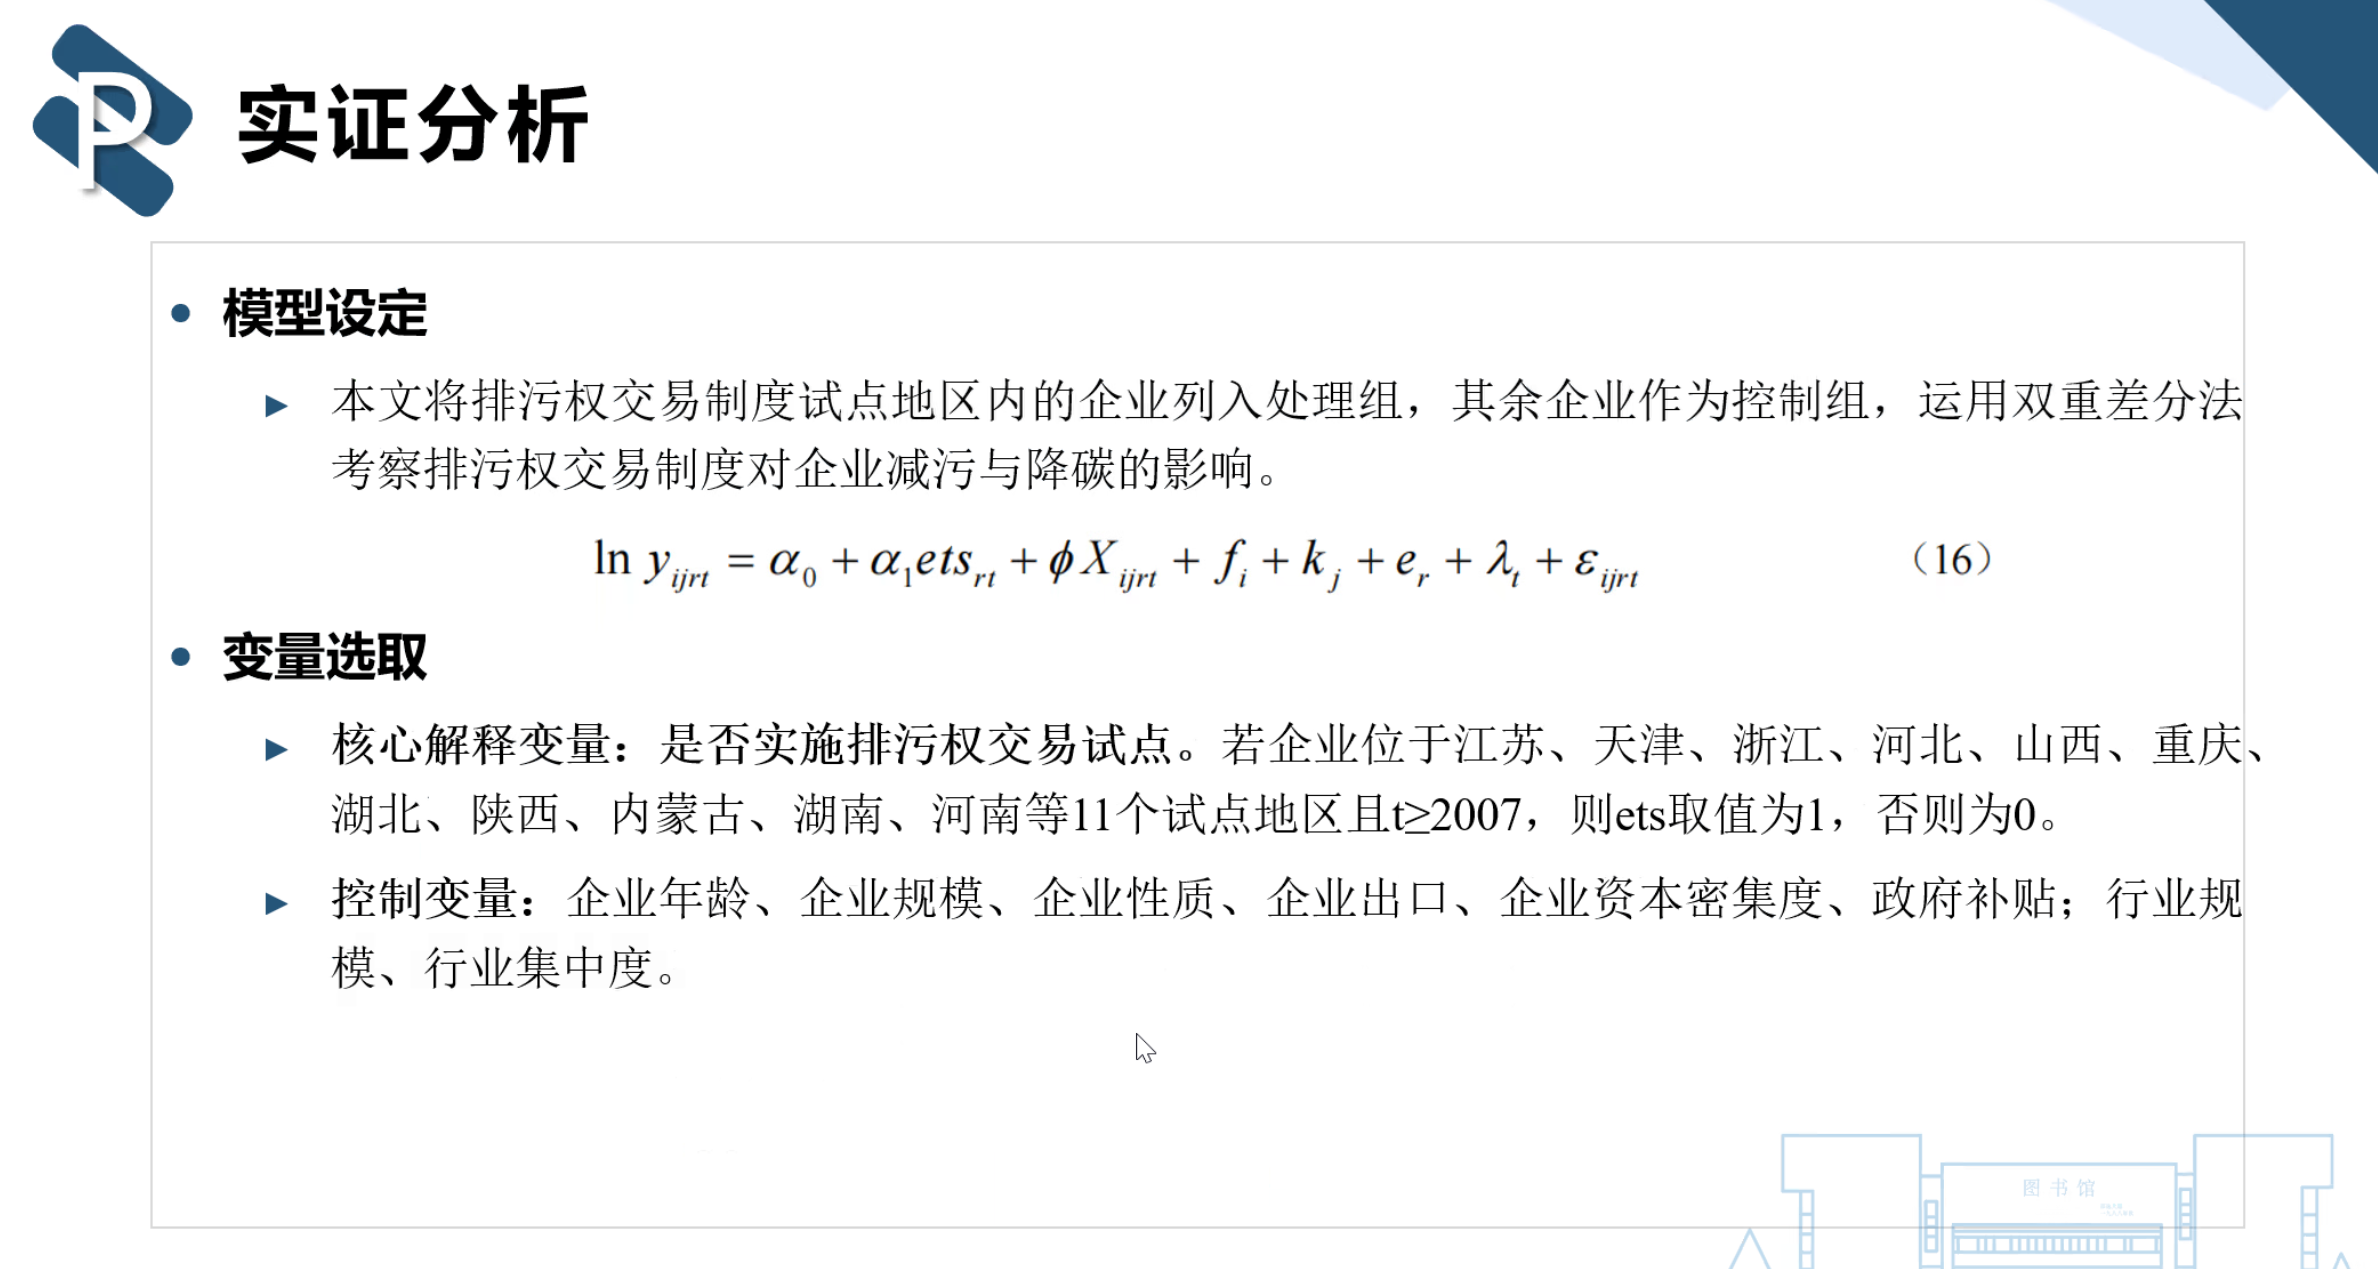 P
实证分析
• 模型设定
► 本文将排污权交易制度试点地区内的企业列入处理组，其余企业作为控制组，运用双重差分法
考察排污权交易制度对企业减污与降碳的影响。
ln y_{ijrt} = α_0 + α_1 ets_{rt} + ϕ X_{ijrt} + f_i + k_j + e_r + λ_t + ε_{ijrt} （16）
• 变量选取
► 核心解释变量：是否实施排污权交易试点。若企业位于江苏、天津、浙江、河北、山西、重庆、
湖北、陕西、内蒙古、湖南、河南等11个试点地区且t≥2007，则ets取值为1，否则为0。
► 控制变量：企业年龄、企业规模、企业性质、企业出口、企业资本密集度、政府补贴；行业规
模、行业集中度。
图书馆